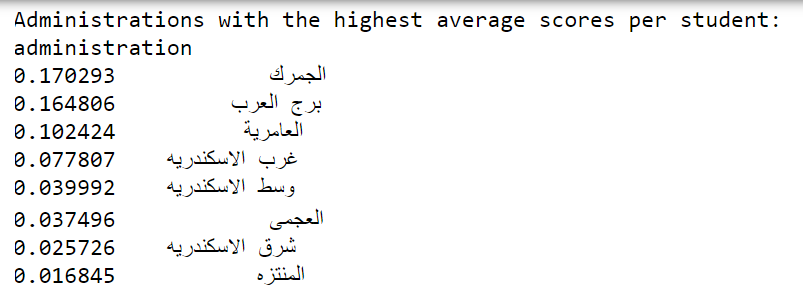 Administrations with the highest average scores per student:
administration
0.170293 الجمرك
0.164806 برج العرب
0.102424 العامرية
0.077807 غرب الاسكندريه
0.039992 وسط الاسكندريه
0.037496 العجمى
0.025726 شرق الاسكندريه
0.016845 المنتزه